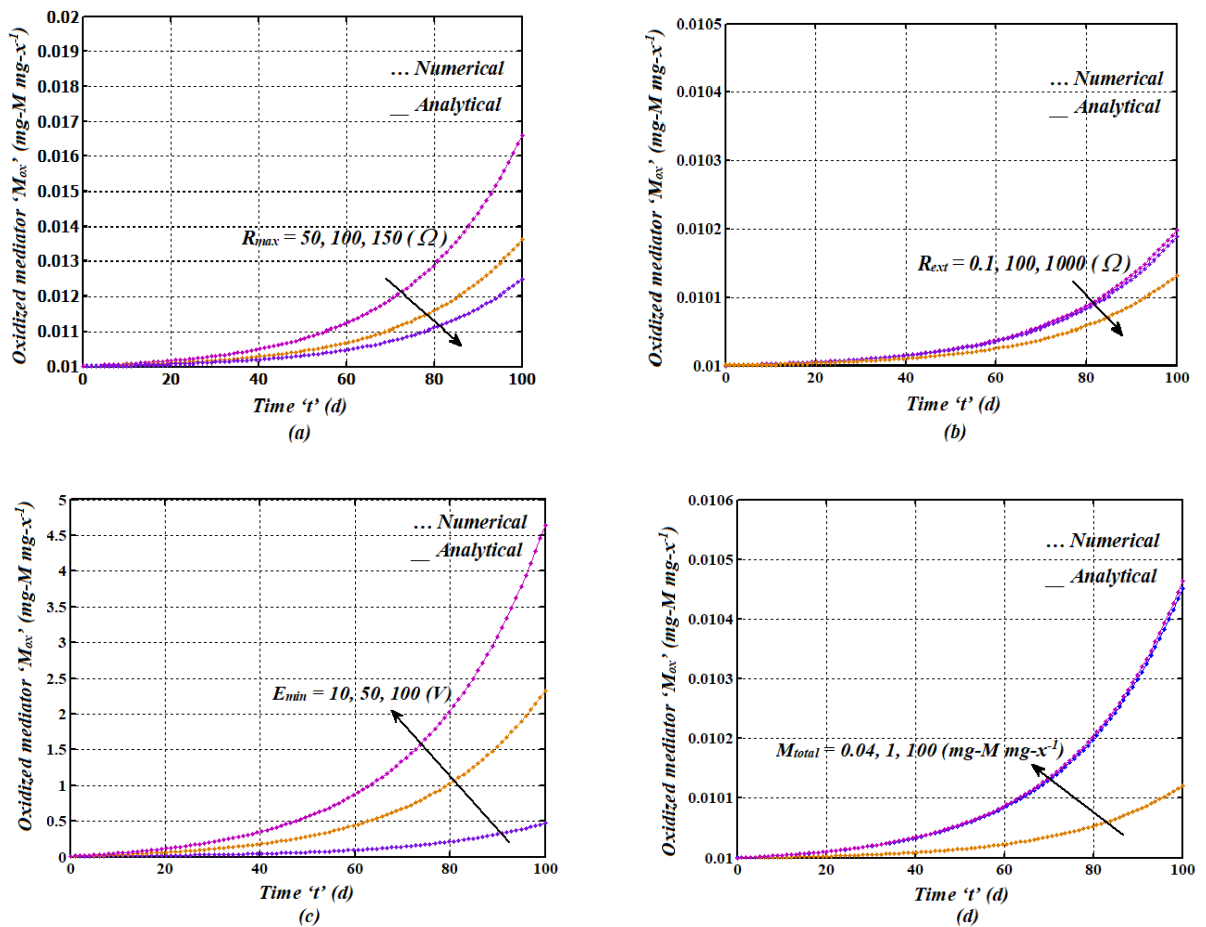 Oxidized mediator ‘Mox’ (mg-M mg-x-1)
0.02
0.019
0.018
0.017
0.016
0.015
0.014
0.013
0.012
0.011
0.01
... Numerical
__ Analytical
Rmax = 50, 100, 150 ( Ω )
0 20 40 60 80 100
Time ‘t’ (d)
(a)
Oxidized mediator ‘Mox’ (mg-M mg-x-1)
0.0105
0.0104
0.0103
0.0102
0.0101
0.01
... Numerical
__ Analytical
Rext = 0.1, 100, 1000 ( Ω )
0 20 40 60 80 100
Time ‘t’ (d)
(b)
Oxidized mediator ‘Mox’ (mg-M mg-x-1)
5
4.5
4
3.5
3
2.5
2
1.5
1
0.5
0
... Numerical
__ Analytical
Emin = 10, 50, 100 (V)
0 20 40 60 80 100
Time ‘t’ (d)
(c)
Oxidized mediator ‘Mox’ (mg-M mg-x-1)
0.0106
0.0105
0.0104
0.0103
0.0102
0.0101
0.01
... Numerical
__ Analytical
Mtotal = 0.04, 1, 100 (mg-M mg-x-1)
0 20 40 60 80 100
Time ‘t’ (d)
(d)